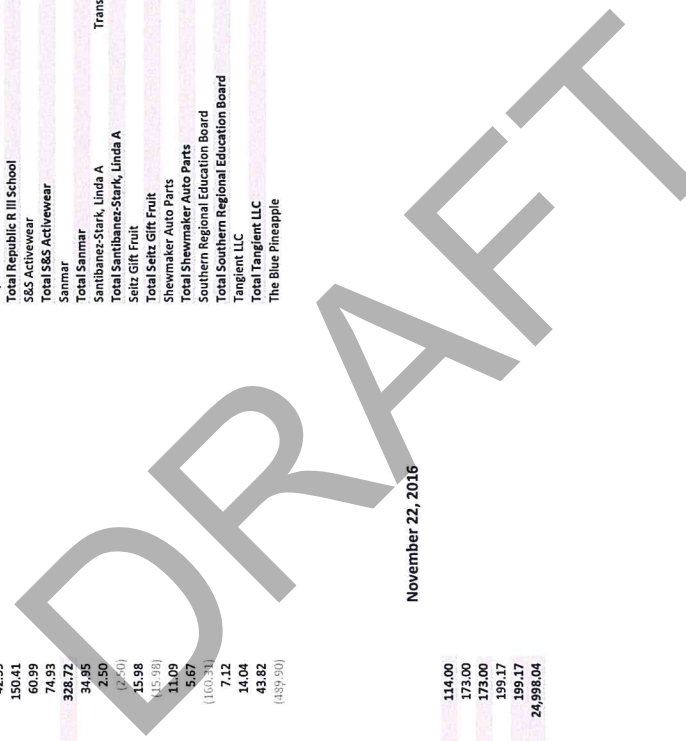 150.41 Total Republic R III School
60.99 S&S Activewear
74.93 Total S&S Activewear
328.72 Sanmar
34.95 Total Sanmar
2.50 Santibanez-Stark, Linda A Trans
(2.50) Total Santibanez-Stark, Linda A
15.98 Seitz Gift Fruit
(15.98) Total Seitz Gift Fruit
11.09 Shewmaker Auto Parts
5.67 Total Shewmaker Auto Parts
(160.31) Southern Regional Education Board
7.12 Total Southern Regional Education Board
14.04 Tangient LLC
43.82 Total Tangient LLC
(489.90) The Blue Pineapple
November 22, 2016
114.00
173.00
173.00
199.17
199.17
24,998.04
DRAFT